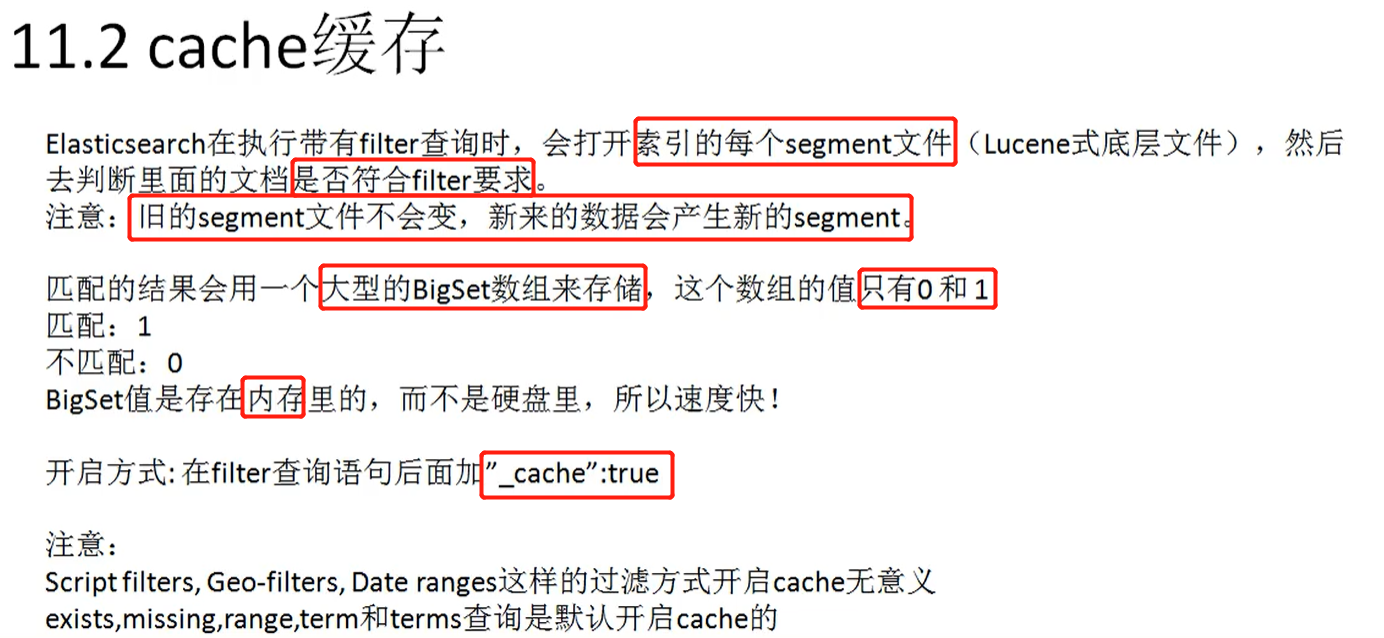 11.2 cache缓存
Elasticsearch在执行带有filter查询时，会打开索引的每个segment文件（Lucene式底层文件），然后
去判断里面的文档是否符合filter要求。
注意：旧的segment文件不会变，新来的数据会产生新的segment。
匹配的结果会用一个大型的BigSet数组来存储，这个数组的值只有0 和 1
匹配：1
不匹配：0
BigSet值是存在内存里的，而不是硬盘里，所以速度快！
开启方式: 在filter查询语句后面加”_cache”:true
注意：
Script filters, Geo-filters, Date ranges这样的过滤方式开启cache无意义
exists,missing,range,term和terms查询是默认开启cache的